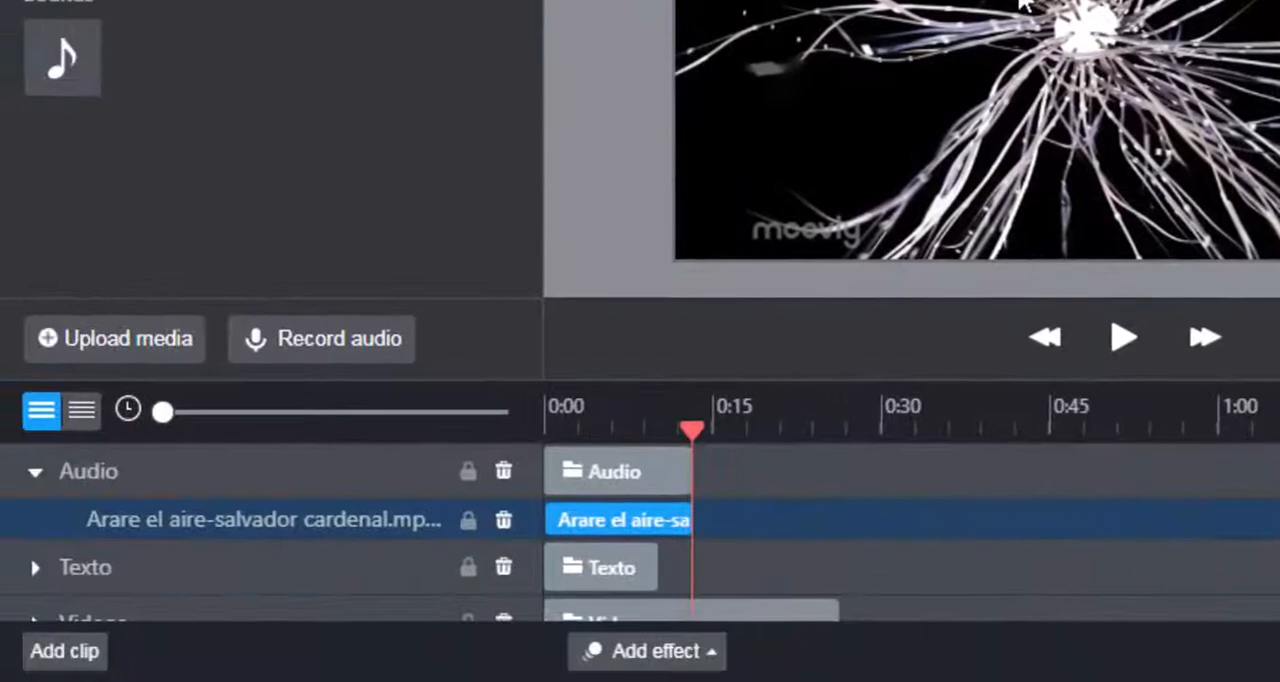 moovly
Upload media
Record audio
0:00
0:15
0:30
0:45
1:00
Audio
Audio
Arare el aire-salvador cardenal.mp...
Arare el aire-sa
Texto
Texto
Add clip
Add effect